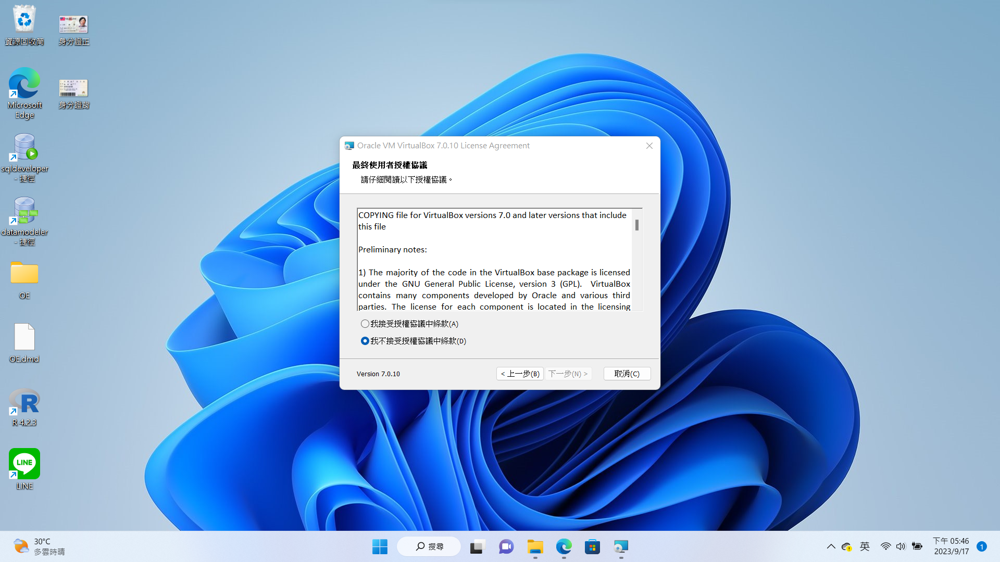 資源回收筒
身分證正
Microsoft
Edge
身分證背
sqldeveloper
- 捷徑
datamodeler
- 捷徑
OE
OE.dmd
R 4.2.3
LINE
LINE
Oracle VM VirtualBox 7.0.10 License Agreement
最終使用者授權協議
請仔細閱讀以下授權協議。
COPYING file for VirtualBox versions 7.0 and later versions that include
this file
Preliminary notes:
1) The majority of the code in the VirtualBox base package is licensed
under the GNU General Public License, version 3 (GPL). VirtualBox
contains many components developed by Oracle and various third
parties. The license for each component is located in the licensing
我接受授權協議中條款(A)
我不接受授權協議中條款(D)
Version 7.0.10
< 上一步(B)
下一步(N) >
取消(C)
30°C
多雲時晴
搜尋
英
下午 05:46
2023/9/17
1